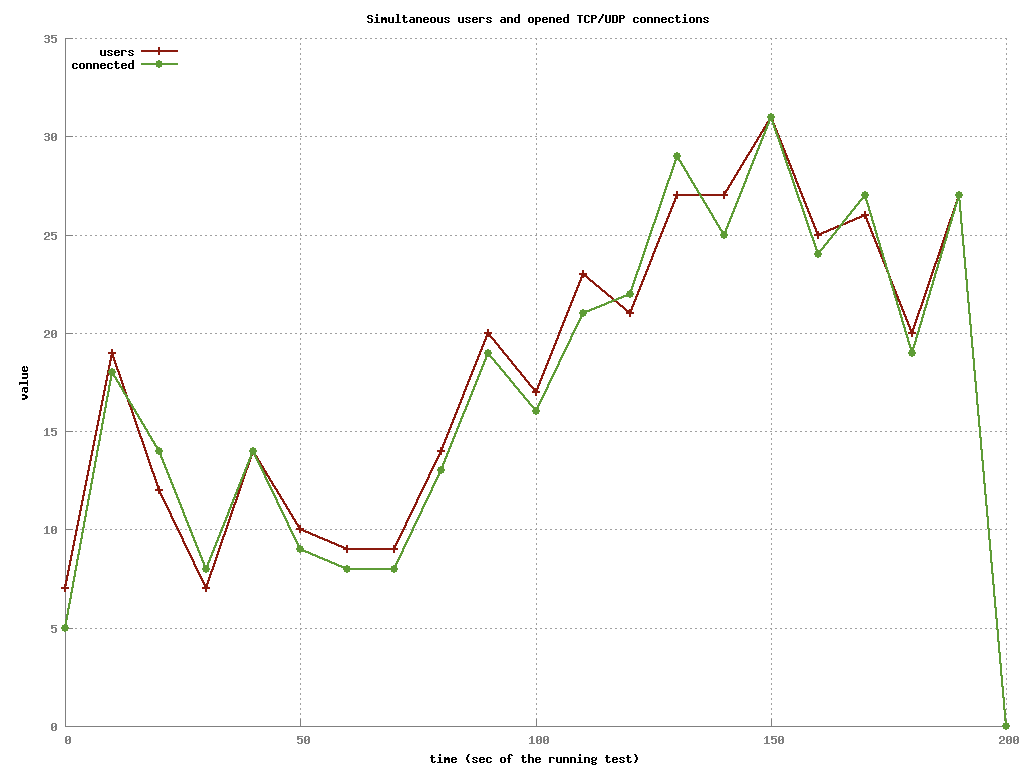 Simultaneous users and opened TCP/UDP connections
35
users
connected
30
25
20
value
15
10
5
0
0 50 100 150 200
time (sec of the running test)